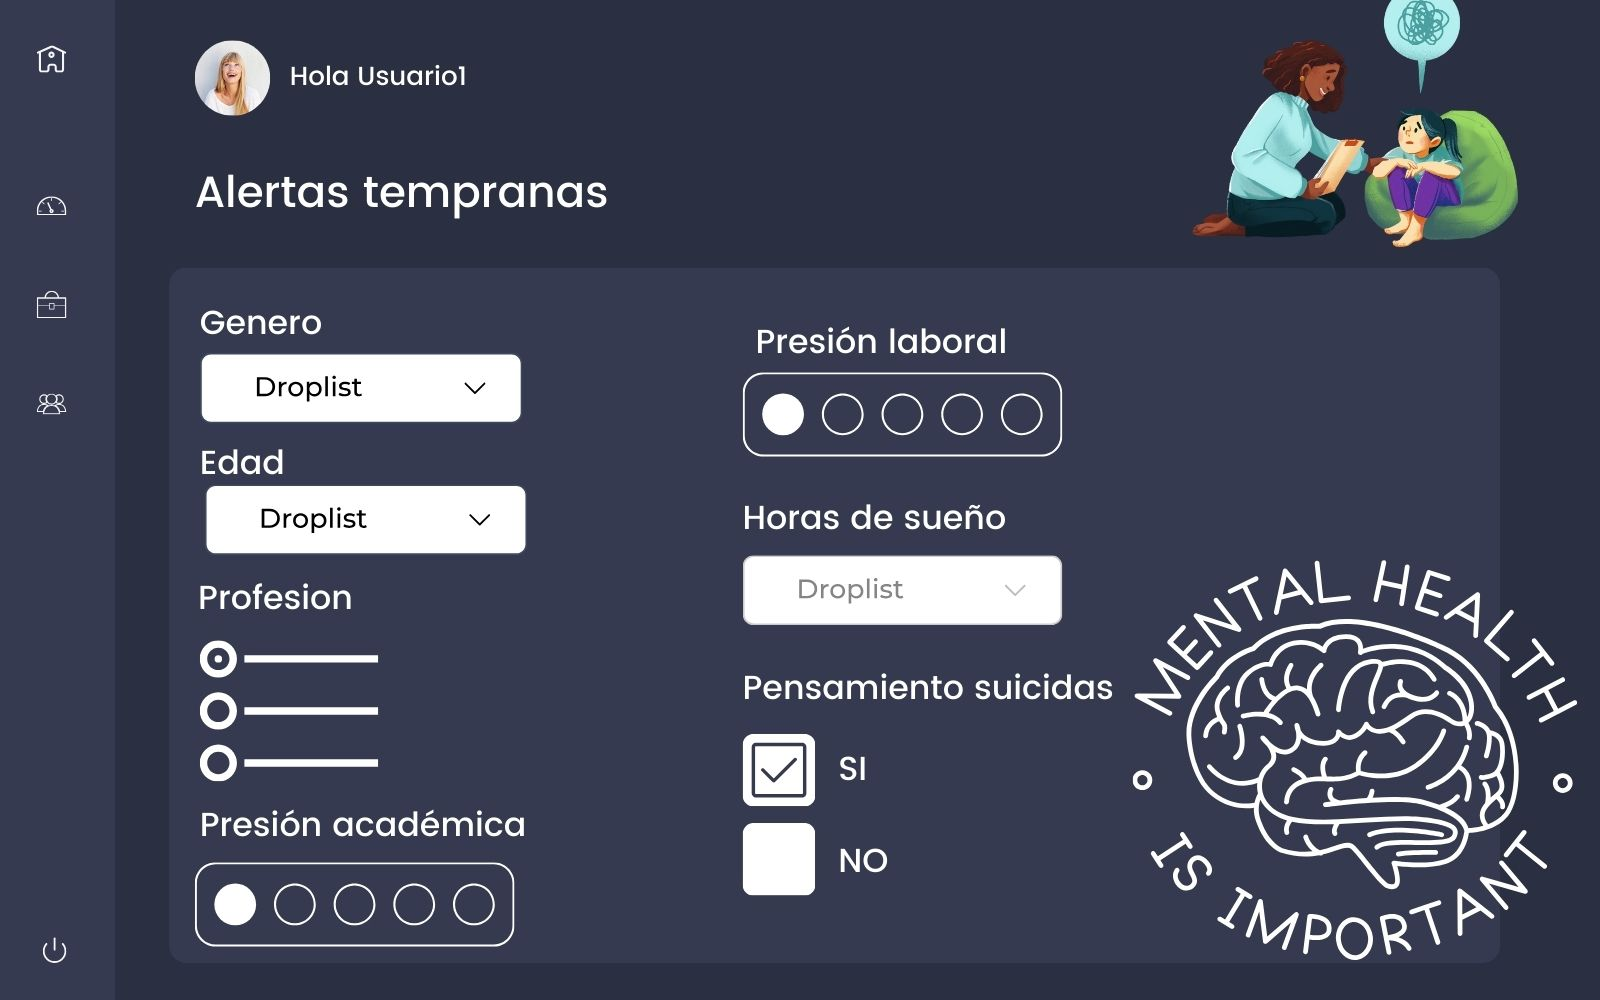 Hola Usuario1
Alertas tempranas
Genero
Droplist
Edad
Droplist
Profesion
Presión académica
Presión laboral
Horas de sueño
Droplist
Pensamiento suicidas
SI
NO
MENTAL HEALTH
IS IMPORTANT